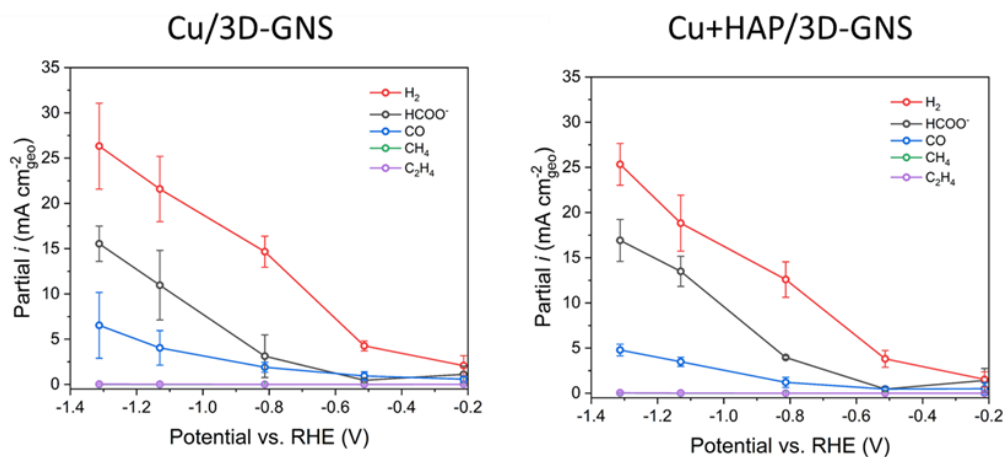 Cu/3D-GNS
35
30
25
20
15
10
5
0
Partial i (mA cm⁻²geo)
H₂
HCOO⁻
CO
CH₄
C₂H₄
-1.4 -1.2 -1.0 -0.8 -0.6 -0.4 -0.2
Potential vs. RHE (V)
Cu+HAP/3D-GNS
35
30
25
20
15
10
5
0
Partial i (mA cm⁻²geo)
H₂
HCOO⁻
CO
CH₄
C₂H₄
-1.4 -1.2 -1.0 -0.8 -0.6 -0.4 -0.2
Potential vs. RHE (V)